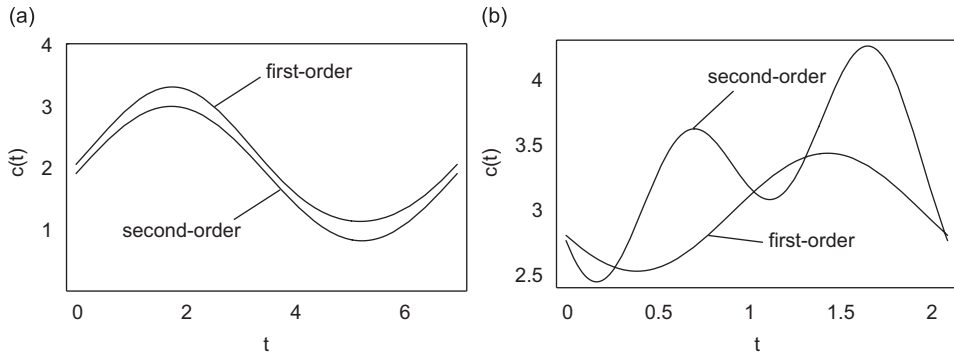 (a)
4
3
2
1
c(t)
first-order
second-order
0
2
4
6
t
(b)
4
3.5
3
2.5
c(t)
second-order
first-order
0
0.5
1
1.5
2
t